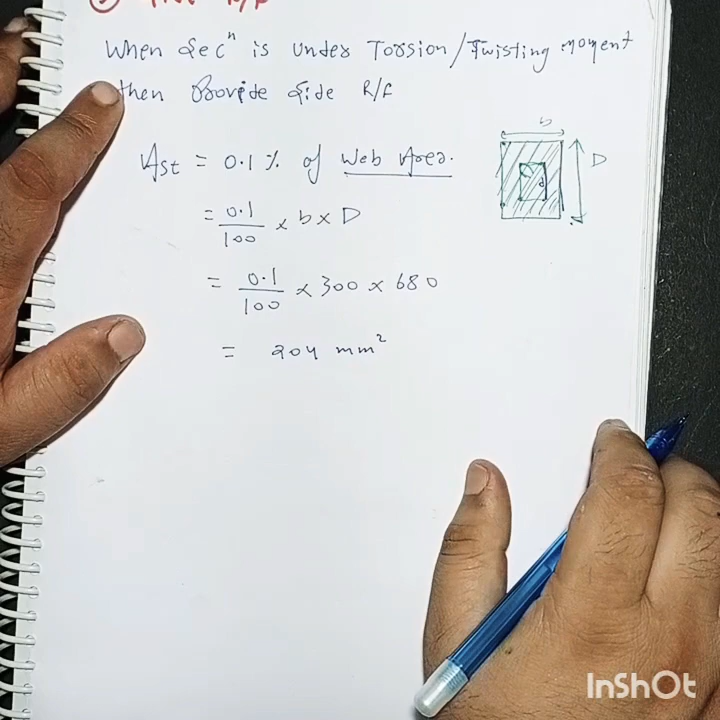 When Secⁿ is under Torsion/Twisting moment
then Provide Side R/f
Ast = 0.1 % of Web Area.
= 0.1/100 × b × D
= 0.1/100 × 300 × 680
= 204 mm²
b
D
d
InShOt